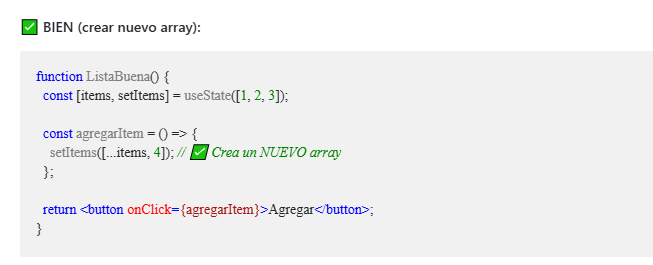 ✅ BIEN (crear nuevo array):
function ListaBuena() {
  const [items, setItems] = useState([1, 2, 3]);

  const agregarItem = () => {
    setItems([...items, 4]); // ✅ Crea un NUEVO array
  };

  return <button onClick={agregarItem}>Agregar</button>;
}